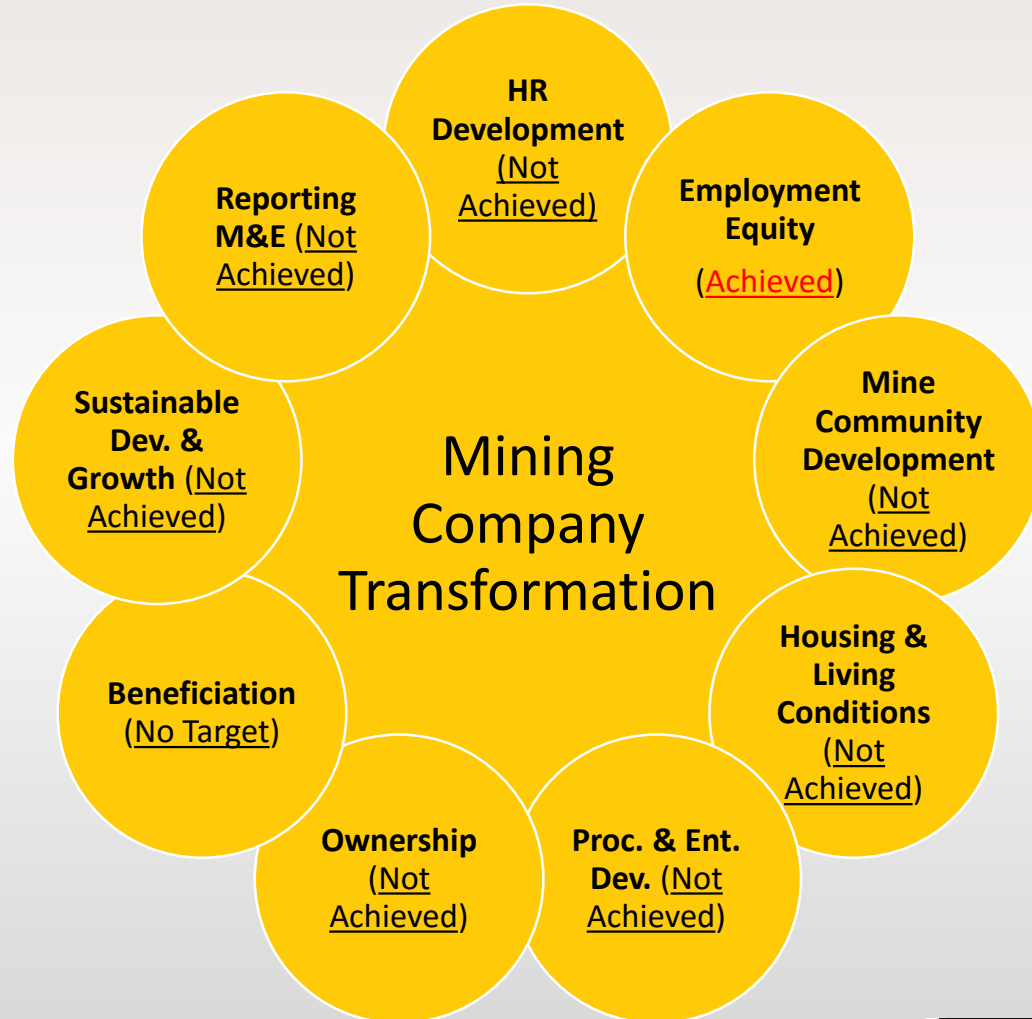 HR
Development
(Not
Achieved)
Employment
Equity
(Achieved)
Mine
Community
Development
(Not
Achieved)
Housing &
Living
Conditions
(Not
Achieved)
Proc. & Ent.
Dev. (Not
Achieved)
Ownership
(Not
Achieved)
Beneficiation
(No Target)
Sustainable
Dev. &
Growth (Not
Achieved)
Reporting
M&E (Not
Achieved)
Mining
Company
Transformation